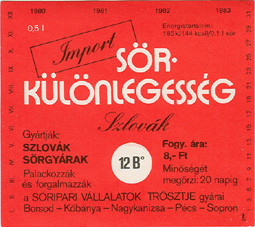 1980 1981 1982 1983
0,5 l
Energiatartalom:
185 kJ (44 kcal)/0,1 l sör
Import
SÖR-
KÜLÖNLEGESSÉG
Szlovák
Gyártják:
SZLOVÁK
SÖRGYÁRAK
Palackozzák
és forgalmazzák
12 B°
Fogy. ára:
8,- Ft
Minőségét
megőrzi: 20 napig
a SÖRIPARI VÁLLALATOK TRÖSZTJE gyárai
Borsod – Kőbánya – Nagykanizsa – Pécs – Sopron